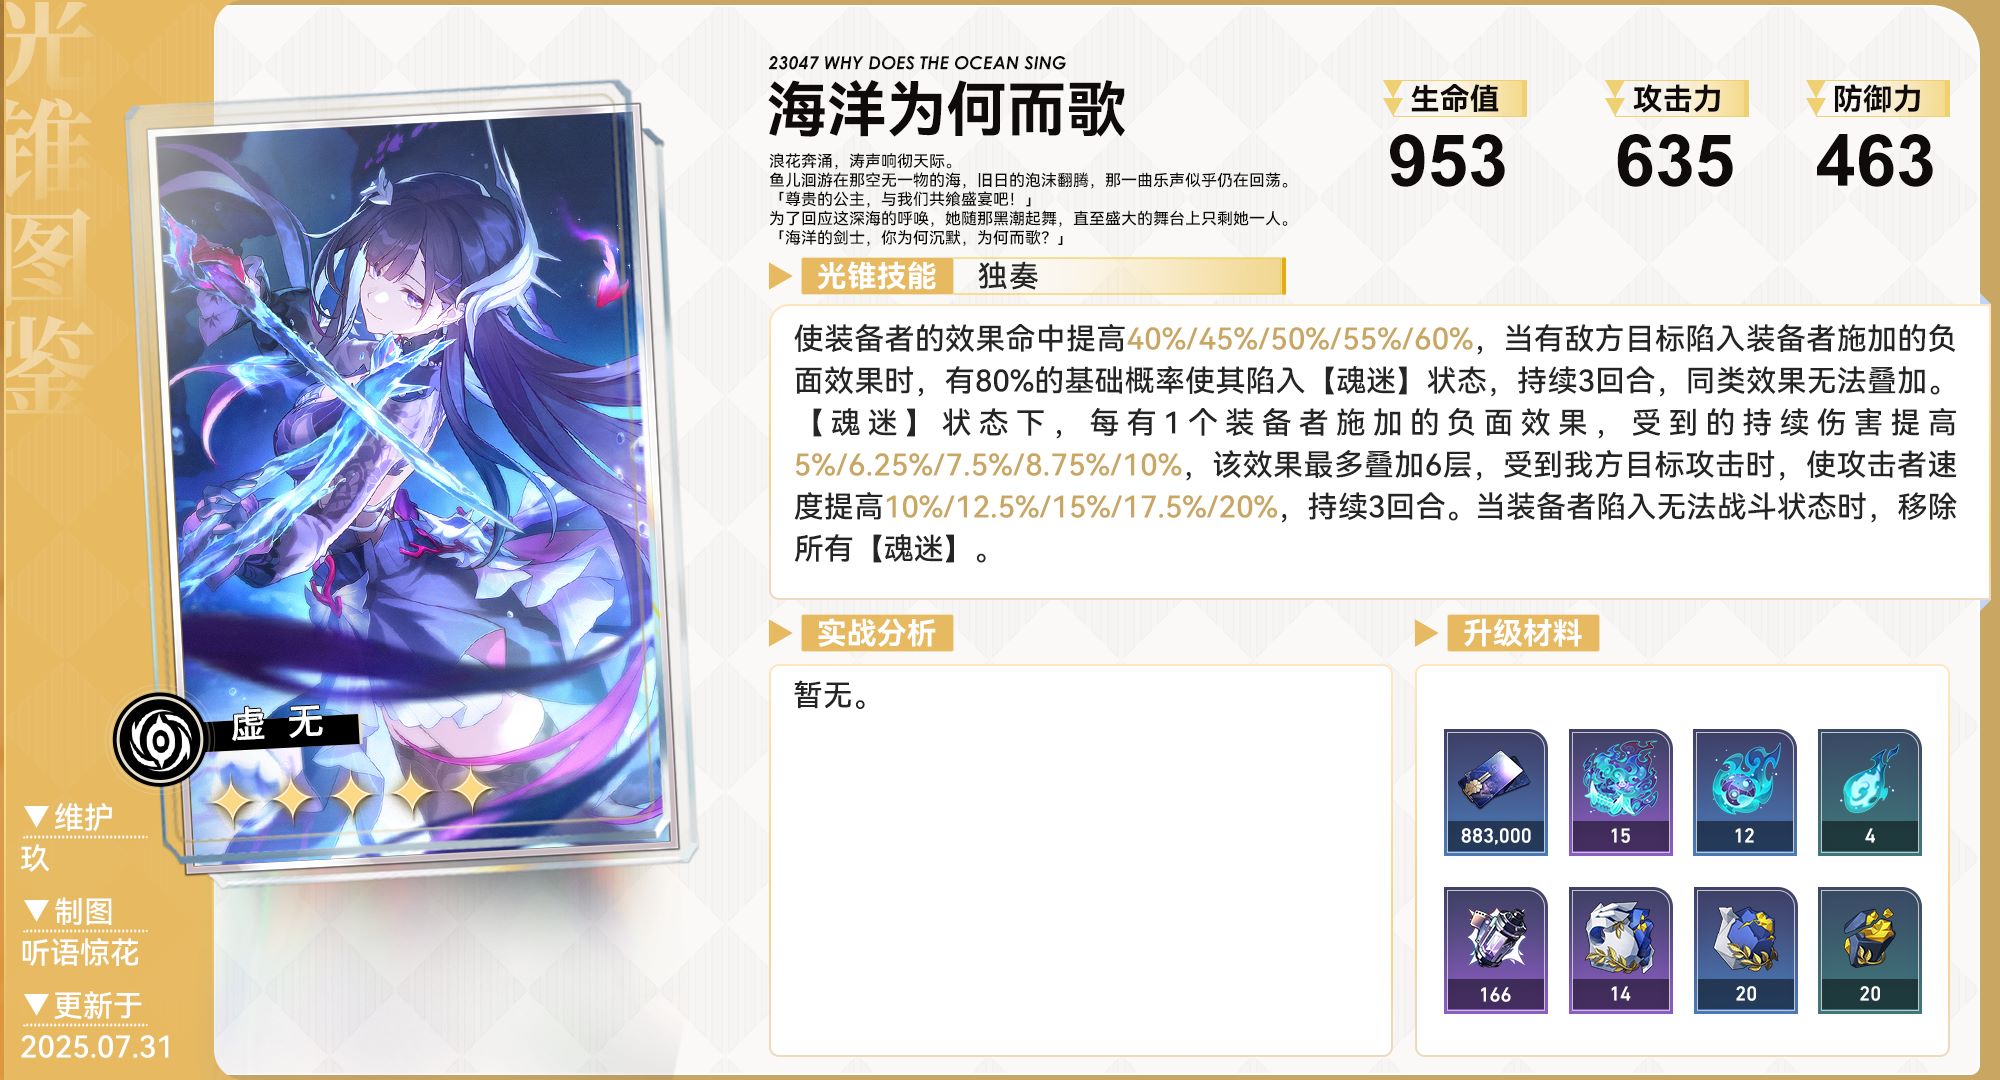 光锥图鉴
23047 WHY DOES THE OCEAN SING
海洋为何而歌
浪花奔涌，涛声响彻天际。
鱼儿洄游在那空无一物的海，旧日的泡沫翻腾，那一曲乐声似乎仍在回荡。
「尊贵的公主，与我们共飨盛宴吧！」
为了回应这深海的呼唤，她随那黑潮起舞，直至盛大的舞台上只剩她一人。
「海洋的剑士，你为何沉默，为何而歌？」
生命值 攻击力 防御力
953 635 463
光锥技能 独奏
使装备者的效果命中提高40%/45%/50%/55%/60%，当有敌方目标陷入装备者施加的负
面效果时，有80%的基础概率使其陷入【魂迷】状态，持续3回合，同类效果无法叠加。
【魂迷】状态下，每有1个装备者施加的负面效果，受到的持续伤害提高
5%/6.25%/7.5%/8.75%/10%，该效果最多叠加6层，受到我方目标攻击时，使攻击者速
度提高10%/12.5%/15%/17.5%/20%，持续3回合。当装备者陷入无法战斗状态时，移除
所有【魂迷】。
虚无
实战分析
暂无。
升级材料
883,000 15 12 4
166 14 20 20
▼维护
玖
▼制图
听语惊花
▼更新于
2025.07.31